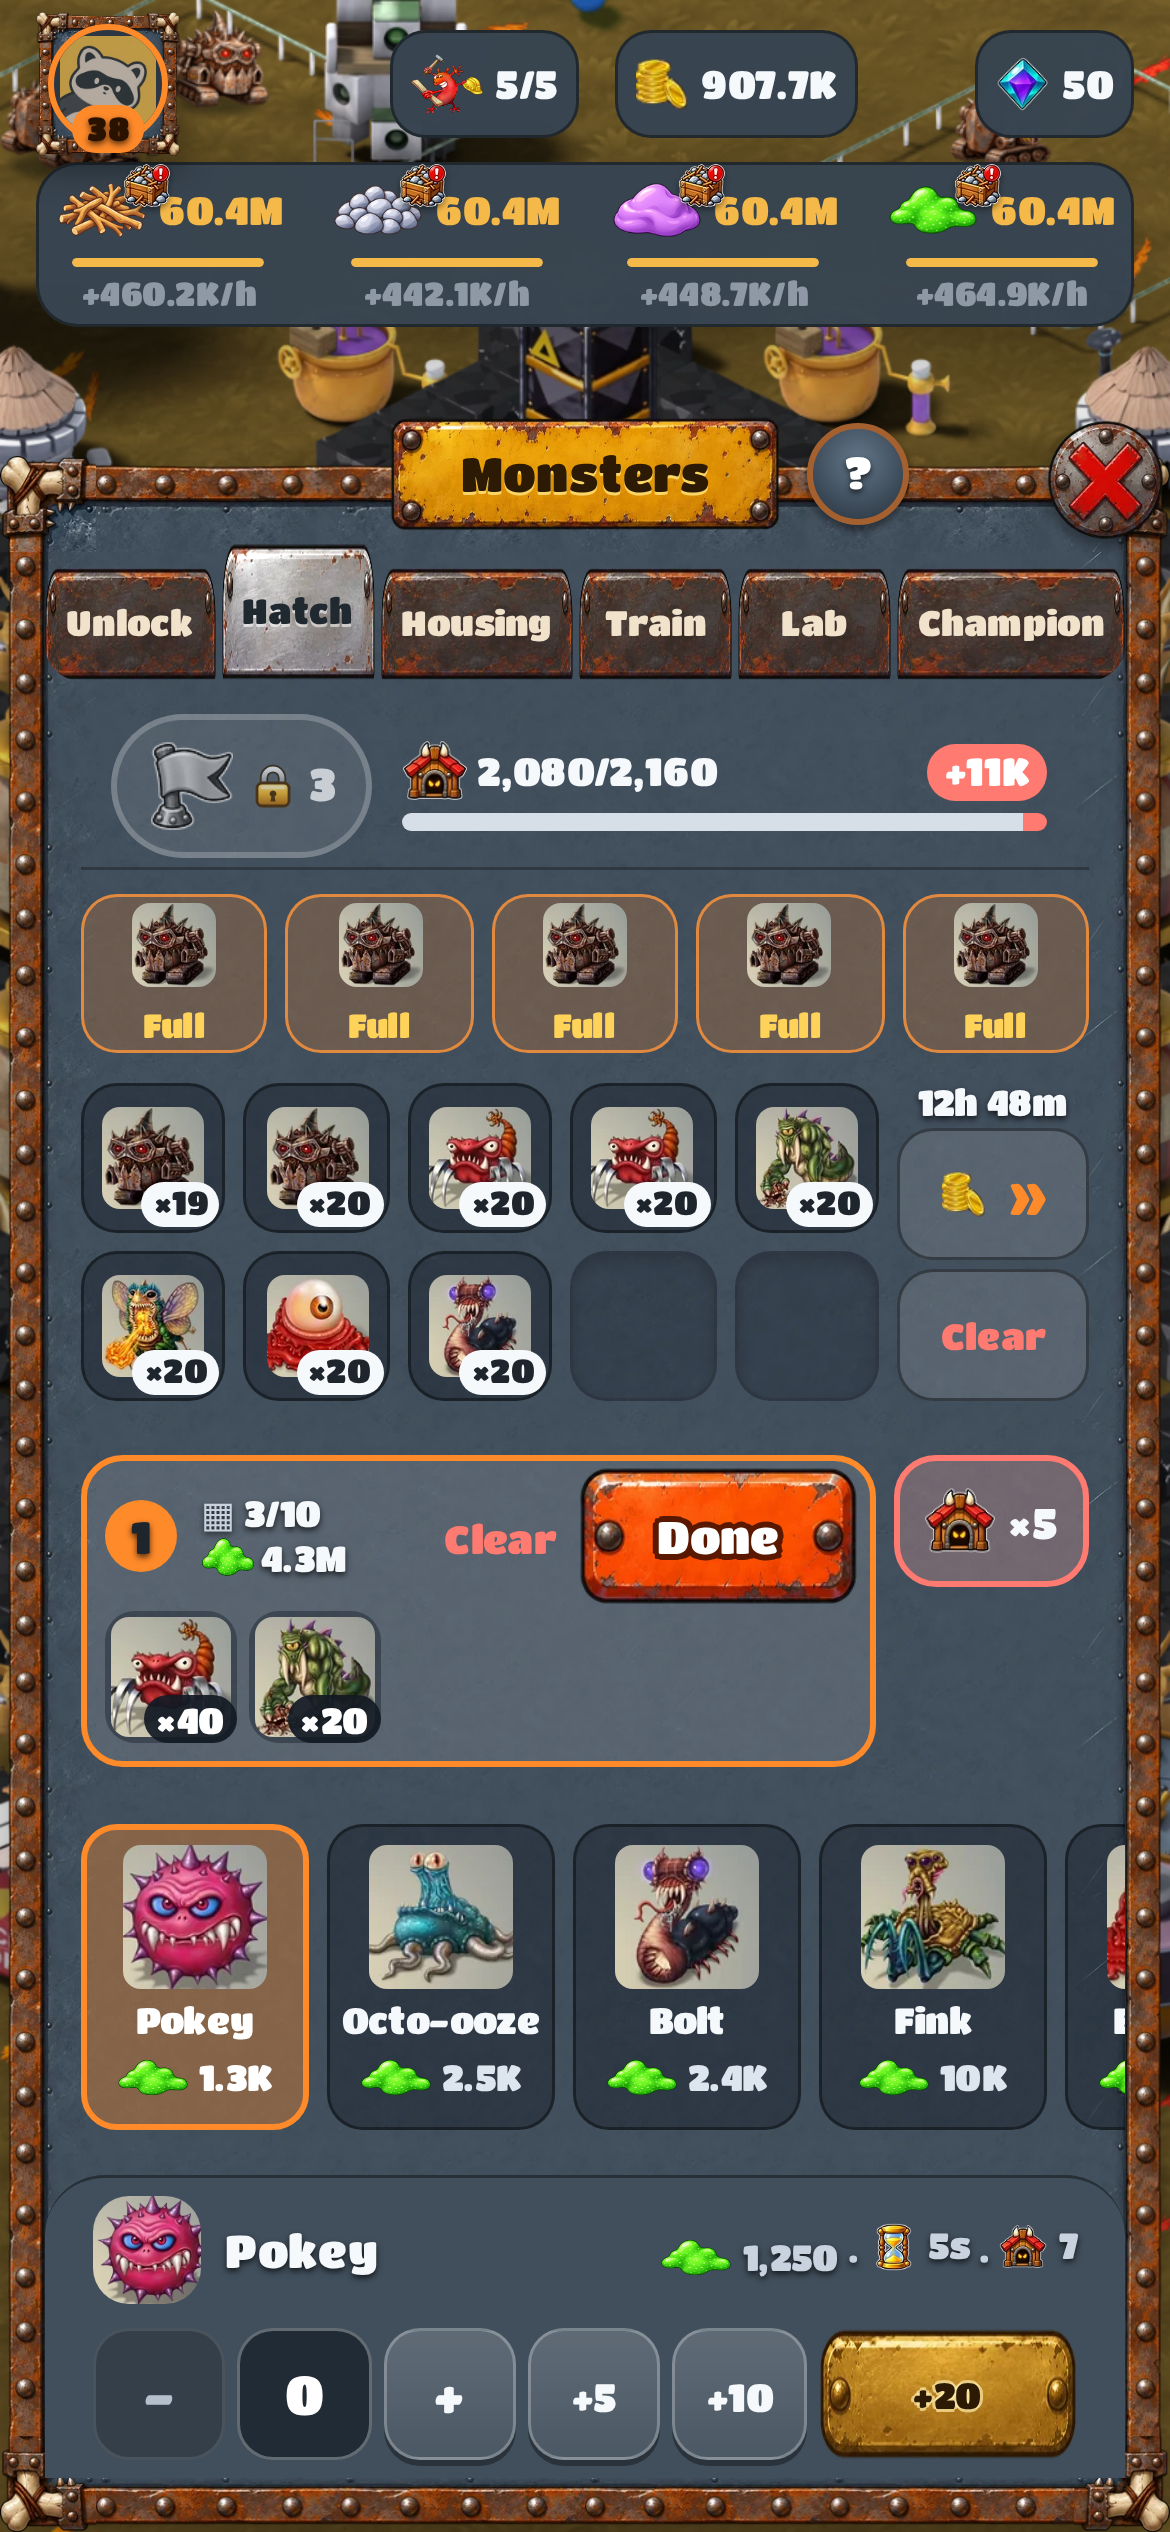 38
5/5
907.7K
50
60.4M
60.4M
60.4M
60.4M
+460.2K/h
+442.1K/h
+448.7K/h
+464.9K/h
Monsters
?
Unlock
Hatch
Housing
Train
Lab
Champion
3
2,080/2,160
+11K
Full
Full
Full
Full
Full
×19
×20
×20
×20
×20
12h 48m
»
×20
×20
×20
Clear
1
3/10
4.3M
Clear
Done
×5
×40
×20
Pokey
Octo-ooze
Bolt
Fink
1.3K
2.5K
2.4K
10K
Pokey
1,250 · 5s · 7
-
0
+
+5
+10
+20